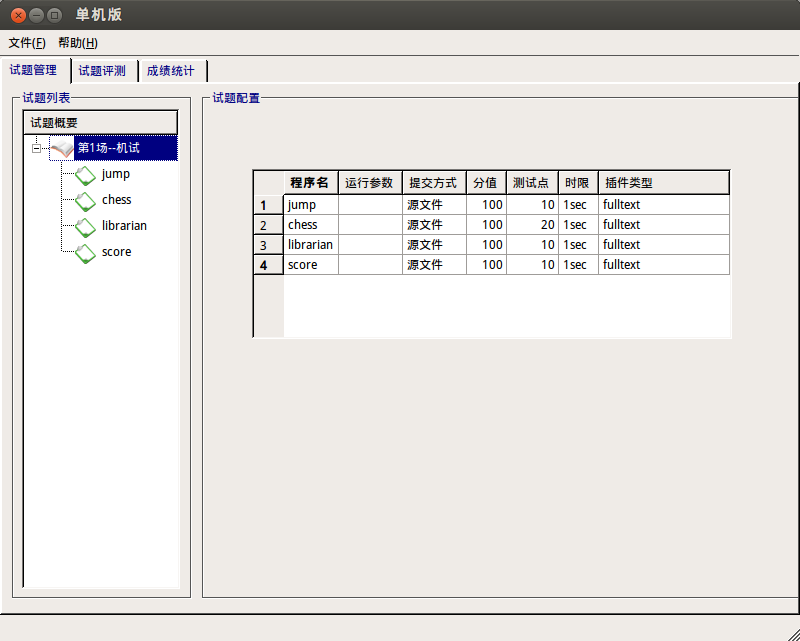 单机版
文件(F) 帮助(H)
试题管理 试题评测 成绩统计
试题列表
试题概要
第1场--机试
jump
chess
librarian
score
试题配置
程序名 运行参数 提交方式 分值 测试点 时限 插件类型
1 jump 源文件 100 10 1sec fulltext
2 chess 源文件 100 20 1sec fulltext
3 librarian 源文件 100 10 1sec fulltext
4 score 源文件 100 10 1sec fulltext